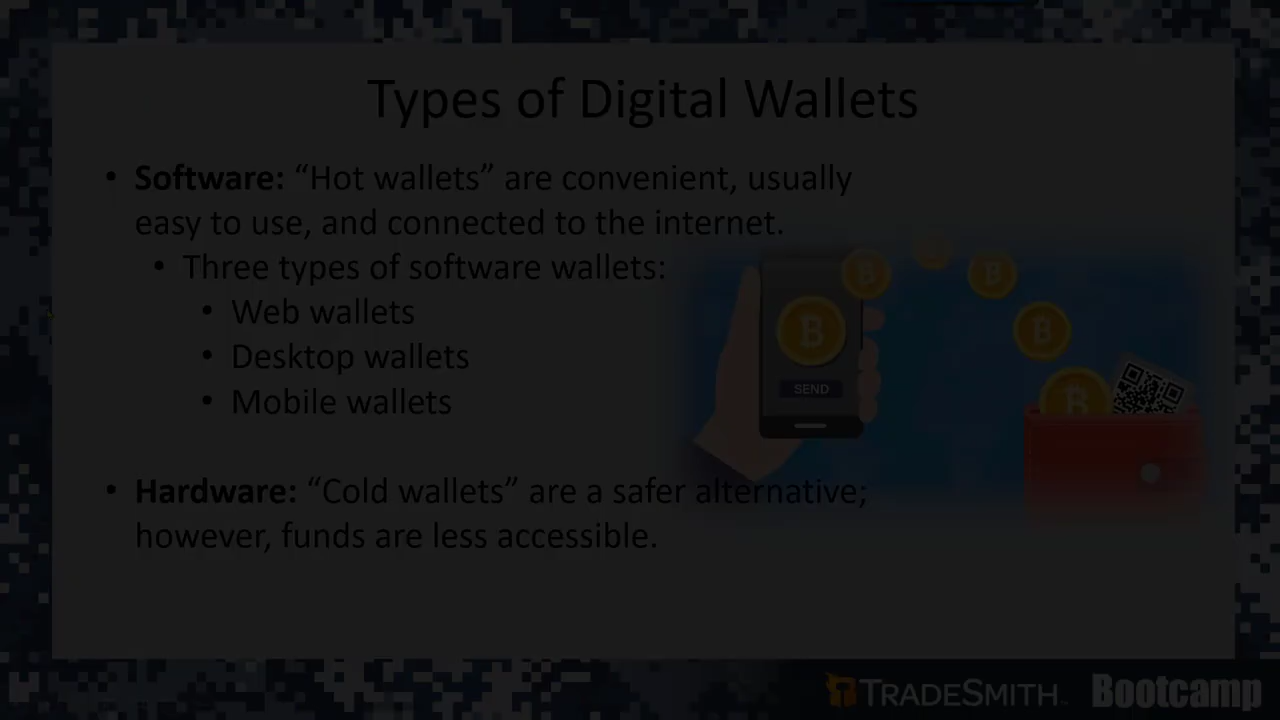 Types of Digital Wallets
• Software: “Hot wallets” are convenient, usually
easy to use, and connected to the internet.
• Three types of software wallets:
• Web wallets
• Desktop wallets
• Mobile wallets
SEND
• Hardware: “Cold wallets” are a safer alternative;
however, funds are less accessible.
TRADESMITH™ Bootcamp